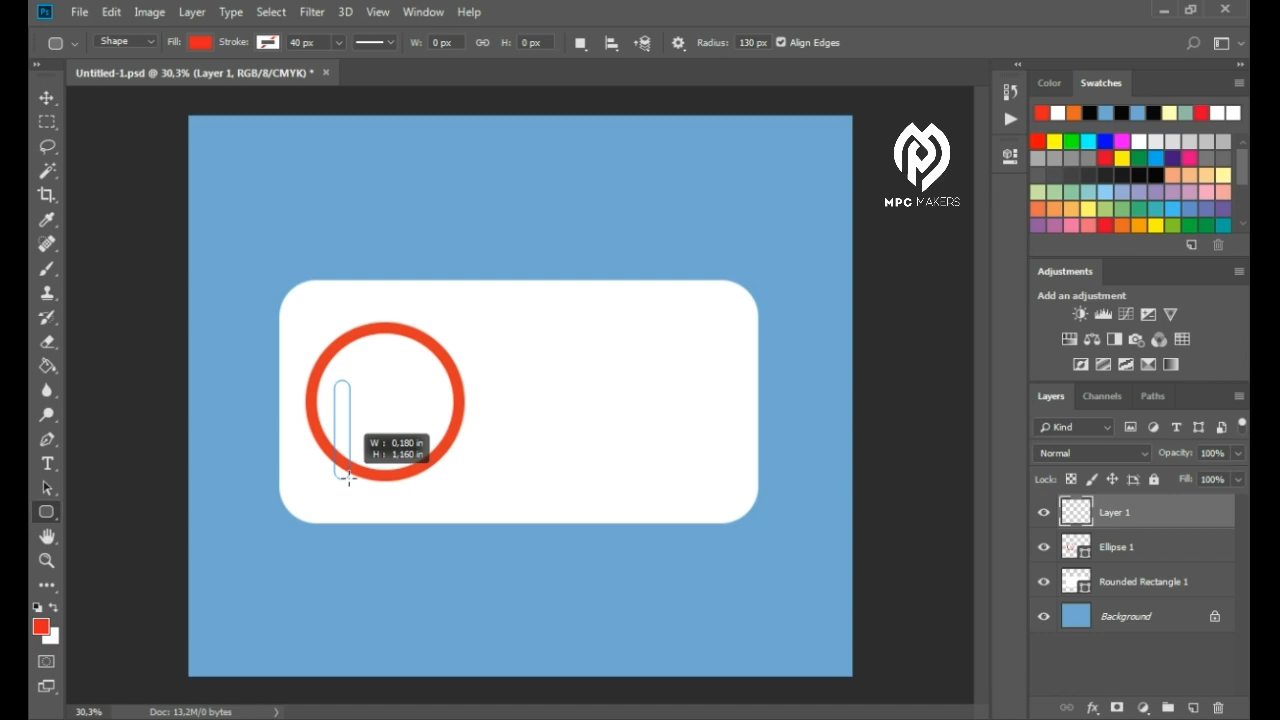 Ps File Edit Image Layer Type Select Filter 3D View Window Help
Shape Fill: Stroke: 40 px W: 0 px H: 0 px Radius: 130 px Align Edges
Untitled-1.psd @ 30,3% (Layer 1, RGB/8/CMYK) * ×
Color Swatches
MPC MAKERS
Adjustments
Add an adjustment
W : 0,180 in
H : 1,160 in
Layers Channels Paths
Kind
Normal Opacity: 100%
Lock: Fill: 100%
Layer 1
Ellipse 1
Rounded Rectangle 1
Background
30,3% Doc: 13,2M/0 bytes